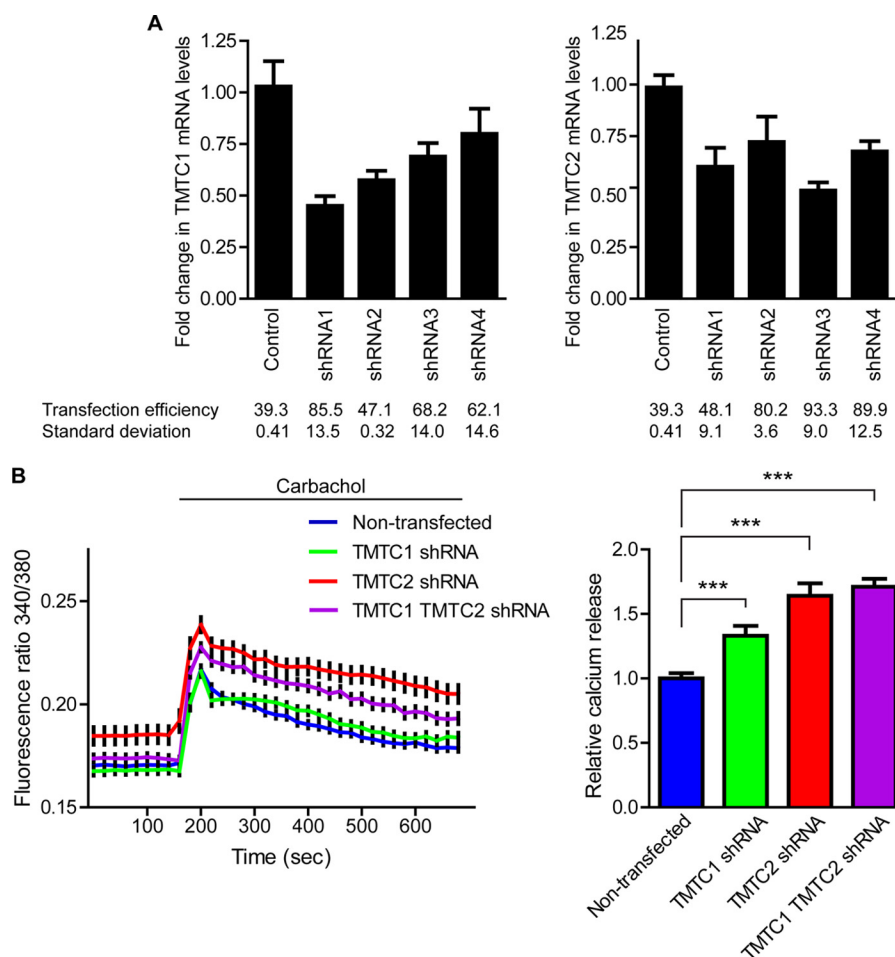 A
Fold change in TMTC1 mRNA levels
1.25
1.00
0.75
0.50
0.25
0.00
Control
shRNA1
shRNA2
shRNA3
shRNA4
Fold change in TMTC2 mRNA levels
1.25
1.00
0.75
0.50
0.25
0.00
Control
shRNA1
shRNA2
shRNA3
shRNA4
Transfection efficiency 39.3 85.5 47.1 68.2 62.1 39.3 48.1 80.2 93.3 89.9
Standard deviation 0.41 13.5 0.32 14.0 14.6 0.41 9.1 3.6 9.0 12.5
B
Carbachol
Non-transfected
TMTC1 shRNA
TMTC2 shRNA
TMTC1 TMTC2 shRNA
Fluorescence ratio 340/380
0.25
0.20
0.15
100 200 300 400 500 600
Time (sec)
***
***
***
Relative calcium release
2.0
1.5
1.0
0.5
0.0
Non-transfected
TMTC1 shRNA
TMTC2 shRNA
TMTC1 TMTC2 shRNA